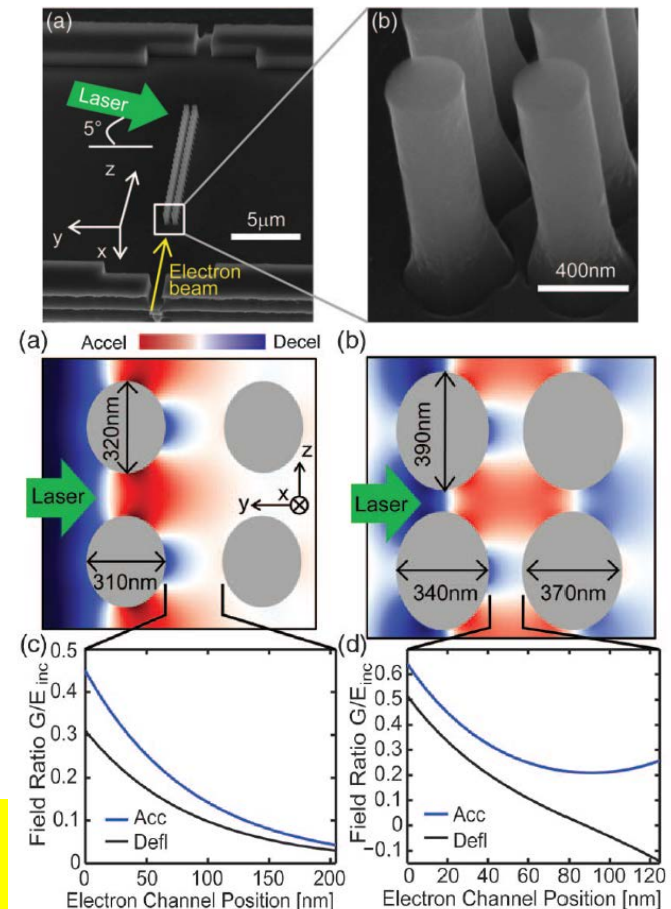 (a)
Laser
5°
z
y
x
5μm
Electron
beam
(b)
400nm
(a)
Accel
Decel
(b)
320nm
Laser
z
x
y
310nm
390nm
Laser
340nm
370nm
(c)
0.5
0.4
0.3
0.2
0.1
0
Field Ratio G/E_inc
Acc
Defl
0 50 100 150 200
Electron Channel Position [nm]
(d)
0.6
0.5
0.4
0.3
0.2
0.1
0
−0.1
Field Ratio G/E_inc
Acc
Defl
0 20 40 60 80 100 120
Electron Channel Position [nm]